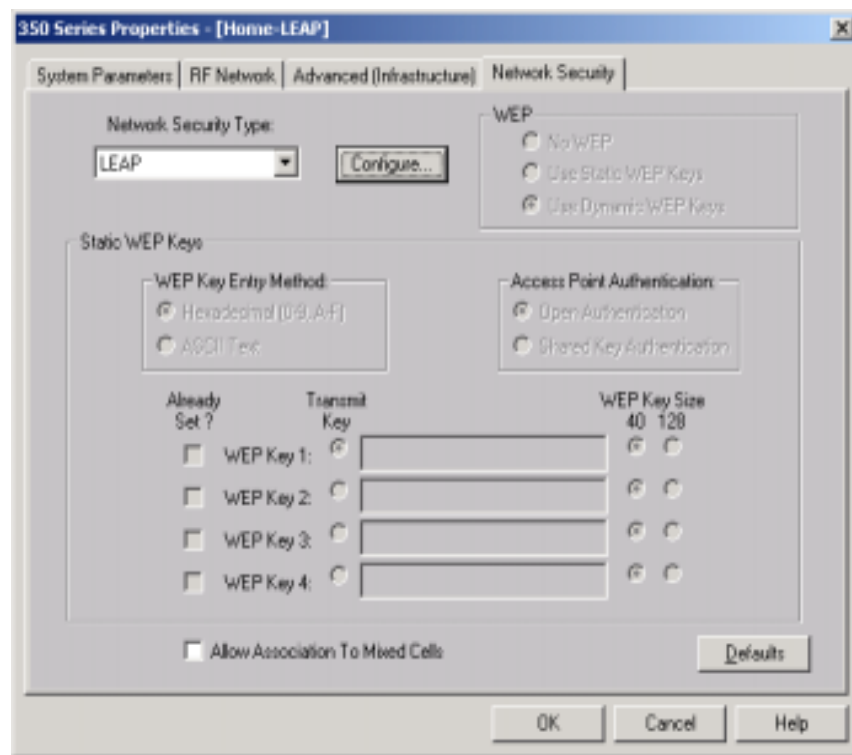 350 Series Properties - [Home-LEAP]
System Parameters
RF Network
Advanced (Infrastructure)
Network Security
Network Security Type:
LEAP
Configure...
WEP
No WEP
Use Static WEP Keys
Use Dynamic WEP Keys
Static WEP Keys
WEP Key Entry Method:
Hexadecimal (0-9, A-F)
ASCII Text
Access Point Authentication:
Open Authentication
Shared Key Authentication
Already Set ?
Transmit Key
WEP Key Size
40 128
WEP Key 1:
WEP Key 2:
WEP Key 3:
WEP Key 4:
Allow Association To Mixed Cells
Defaults
OK
Cancel
Help